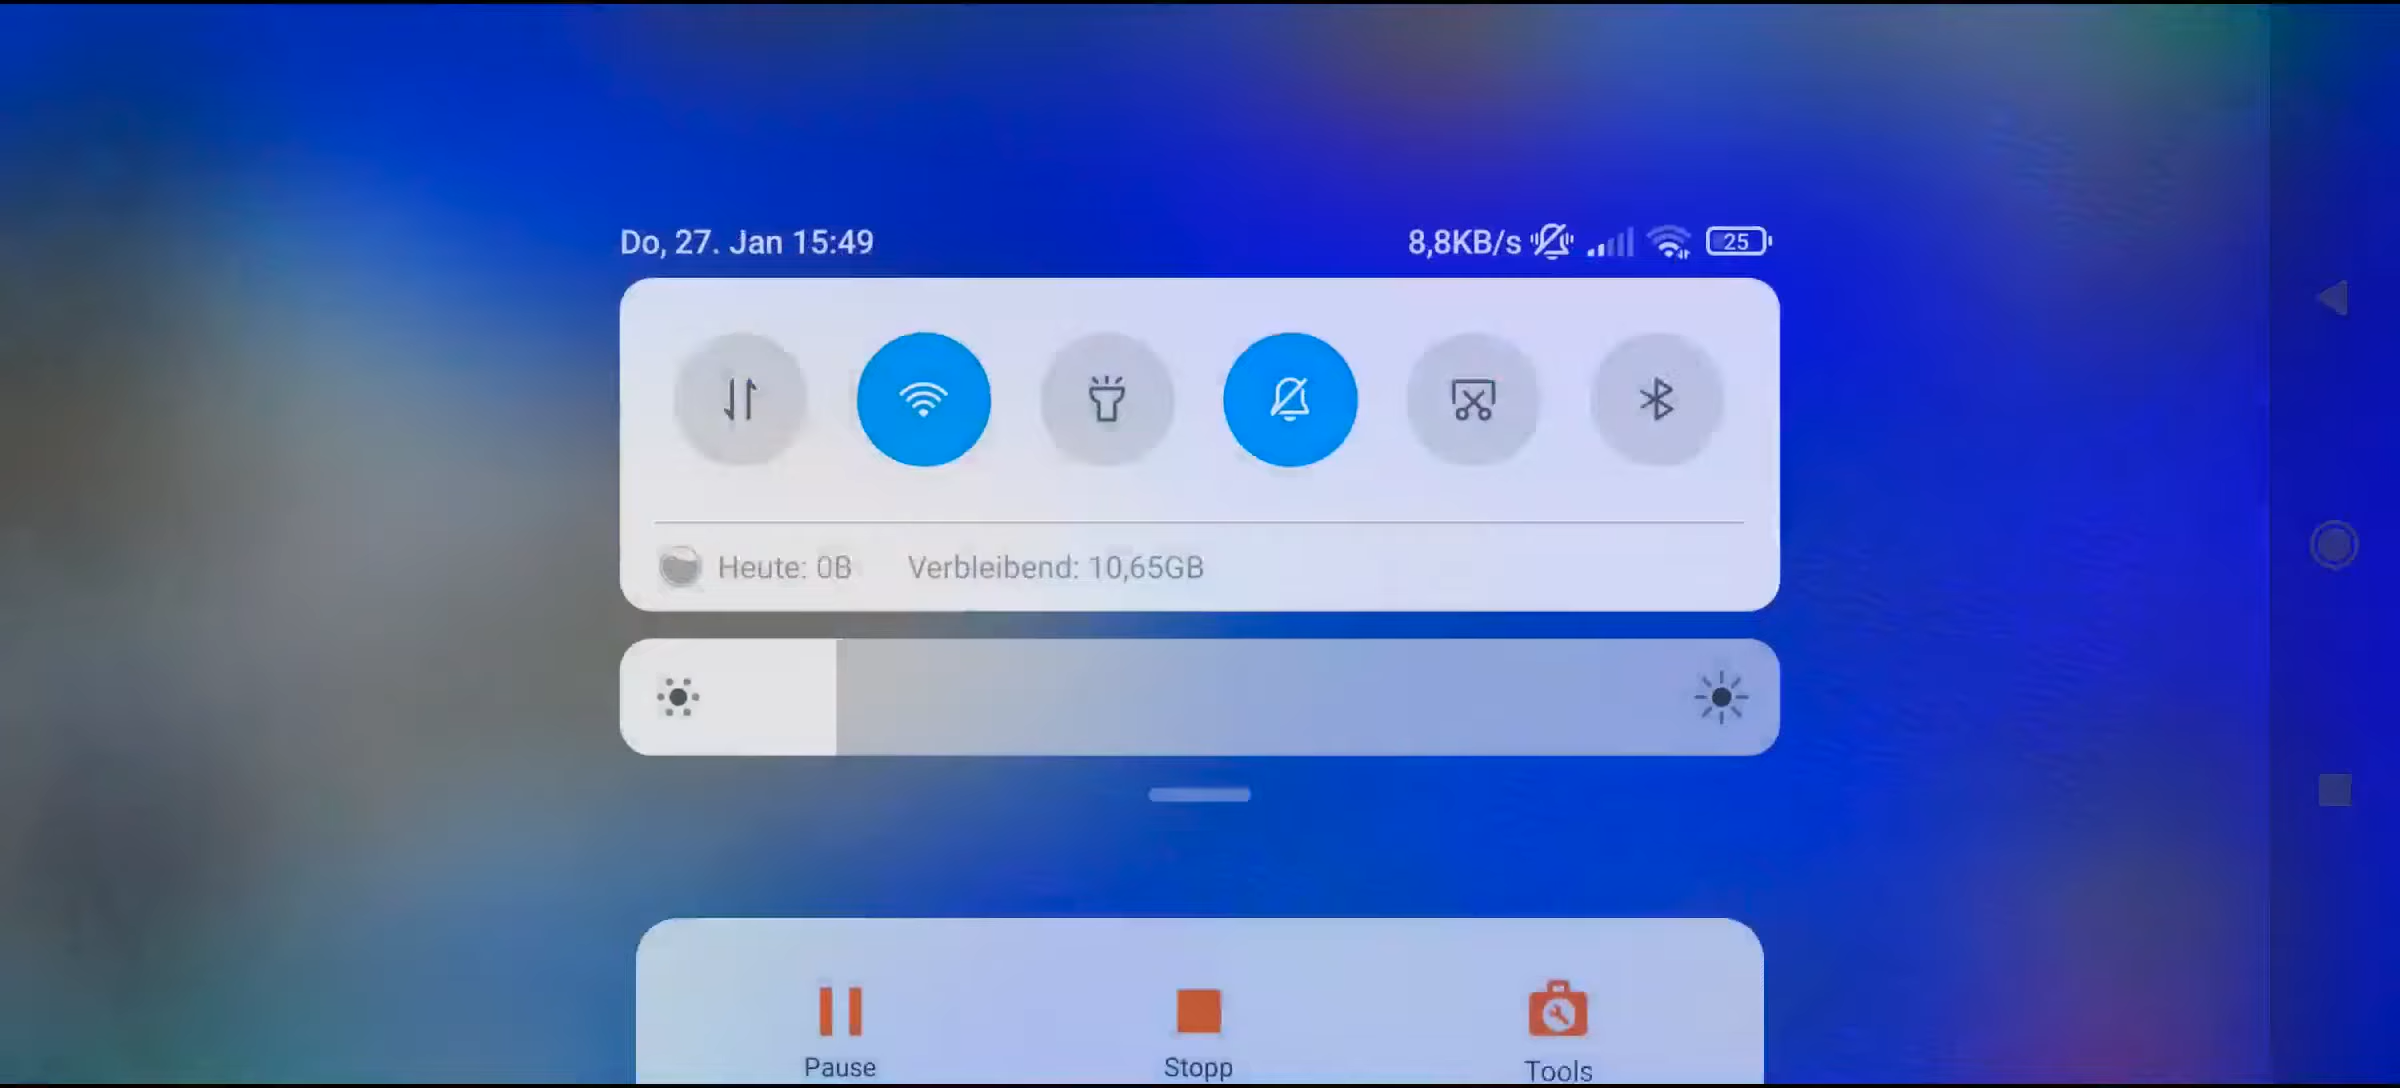 Do, 27. Jan 15:49 8,8KB/s 25
Heute: 0B Verbleibend: 10,65GB
Pause Stopp Tools